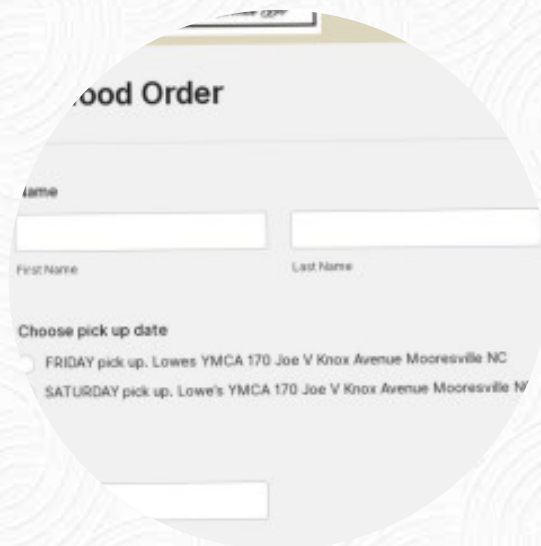 ood Order
ame
First Name
Last Name
Choose pick up date
FRIDAY pick up. Lowes YMCA 170 Joe V Knox Avenue Mooresville NC
SATURDAY pick up. Lowe's YMCA 170 Joe V Knox Avenue Mooresville N